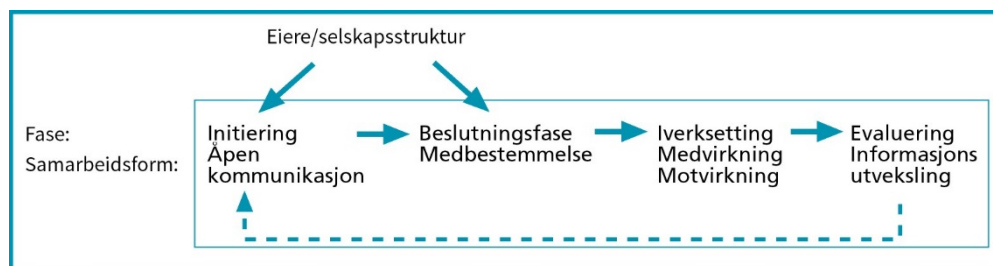 Eiere/selskapsstruktur
Fase:
Samarbeidsform:
Initiering
Åpen
kommunikasjon
Beslutningsfase
Medbestemmelse
Iverksetting
Medvirkning
Motvirkning
Evaluering
Informasjons
utveksling